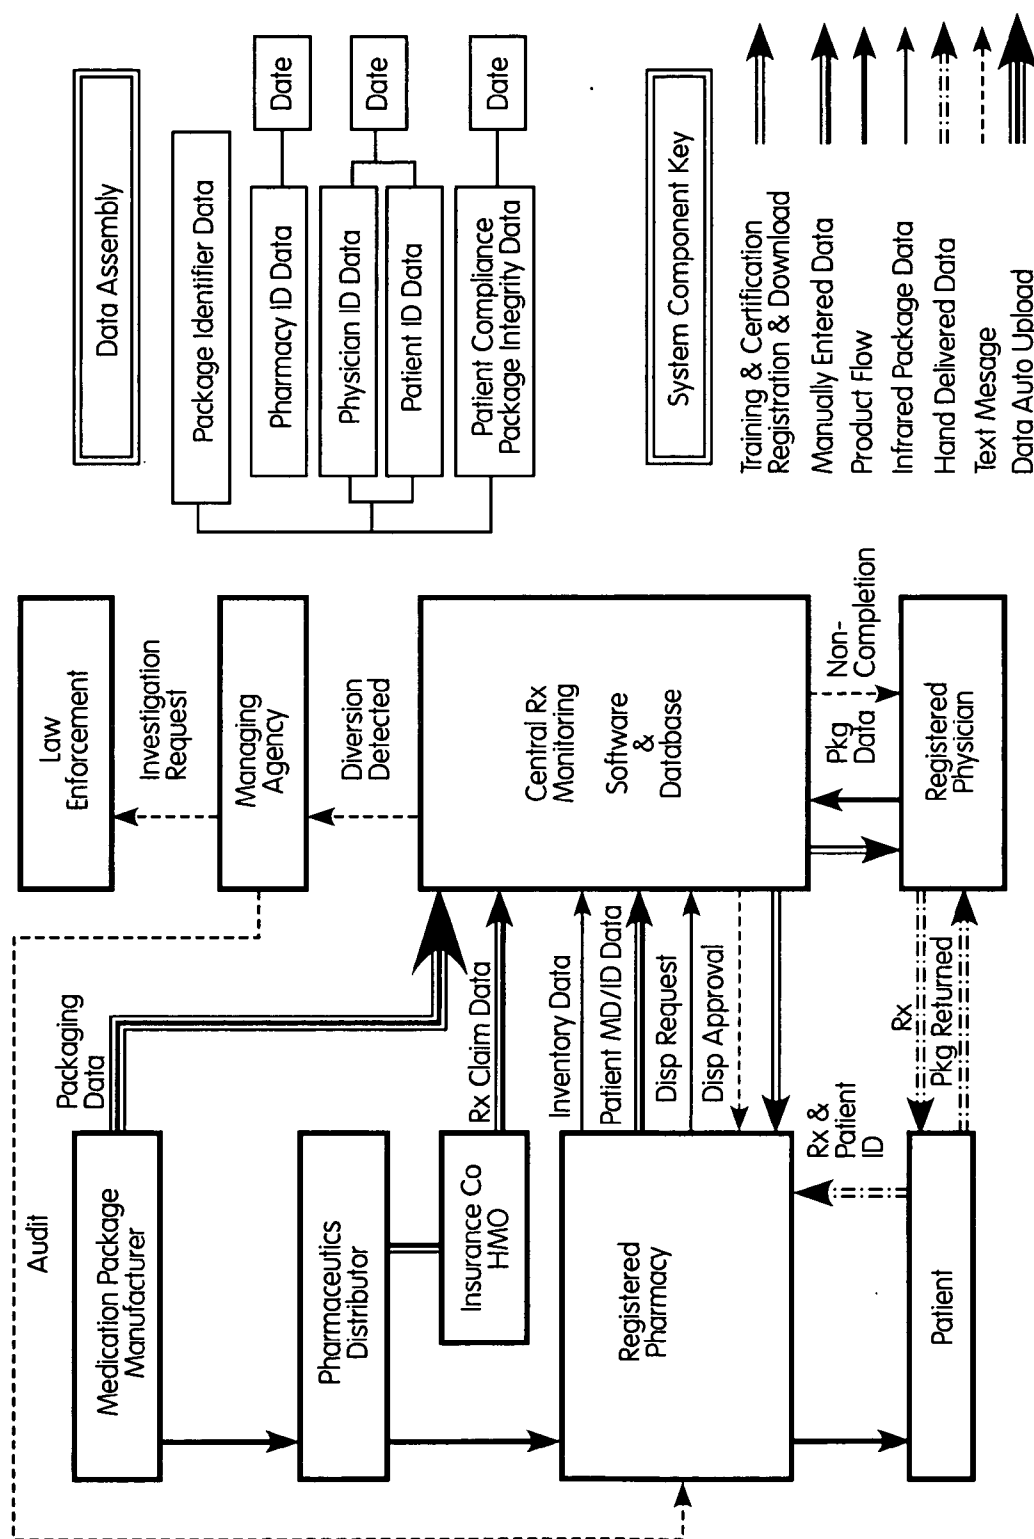 Audit
Medication Package
Manufacturer
Packaging
Data
Pharmaceutics
Distributor
Insurance Co
HMO
Rx Claim Data
Registered
Pharmacy
Inventory Data
Patient MD/ID Data
Disp Request
Disp Approval
Rx &
Patient
ID
Patient
Rx
Pkg Returned
Law
Enforcement
Investigation
Request
Managing
Agency
Diversion
Detected
Central Rx
Monitoring
Software
&
Database
Pkg
Data
Non-
Completion
Registered
Physician
Data Assembly
Package Identifier Data
Pharmacy ID Data
Date
Physician ID Data
Date
Patient ID Data
Patient Compliance
Package Integrity Data
Date
System Component Key
Training & Certification
Registration & Download
Manually Entered Data
Product Flow
Infrared Package Data
Hand Delivered Data
Text Mesage
Data Auto Upload